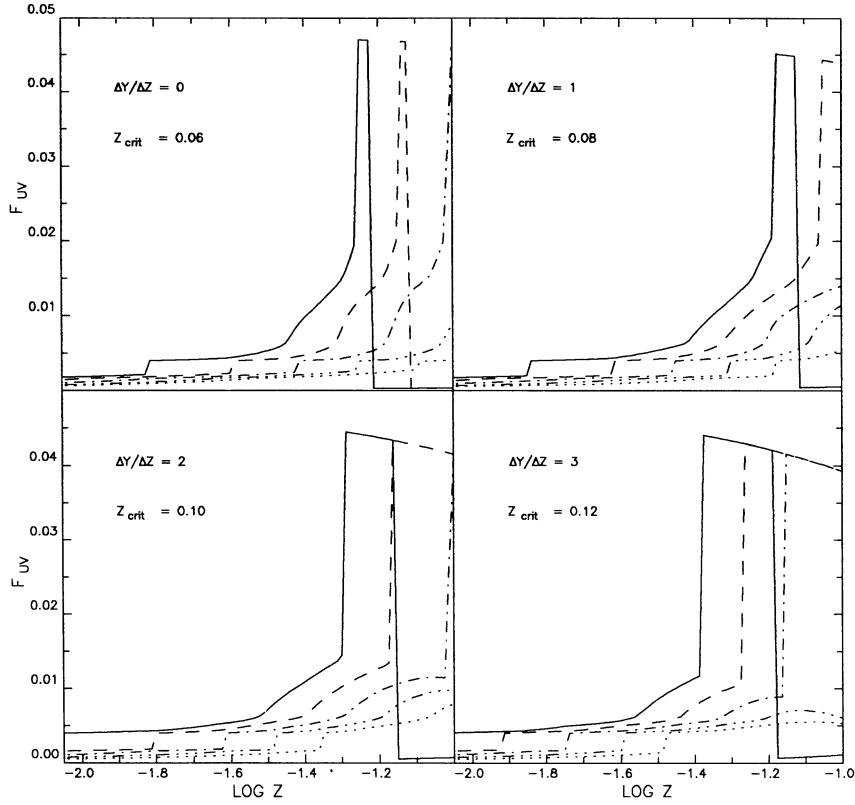 0.05
0.04
0.03
0.02
0.01
F UV
ΔY/ΔZ = 0
Z crit = 0.06
ΔY/ΔZ = 1
Z crit = 0.08
0.04
0.03
0.02
0.01
0.00
F UV
ΔY/ΔZ = 2
Z crit = 0.10
ΔY/ΔZ = 3
Z crit = 0.12
-2.0 -1.8 -1.6 -1.4 -1.2 -2.0 -1.8 -1.6 -1.4 -1.2 -1.0
LOG Z LOG Z